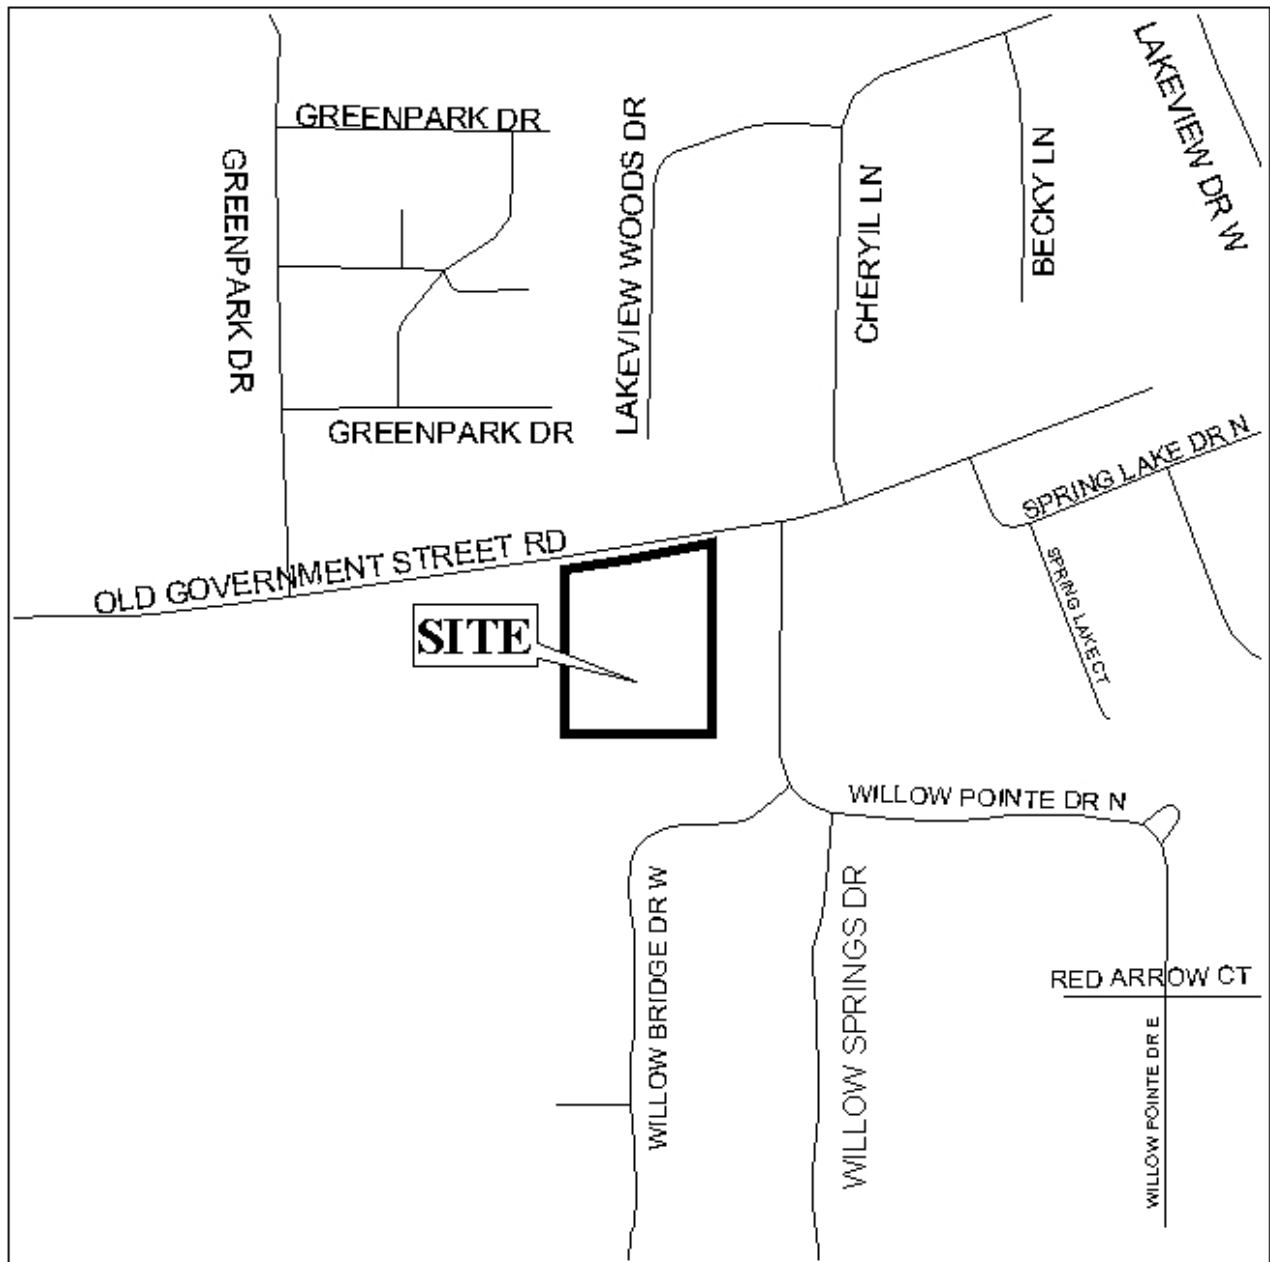 GREENPARK DR
GREENPARK DR
LAKEVIEW WOODS DR
CHERYIL LN
BECKY LN
LAKEVIEW DR W
GREENPARK DR
SPRING LAKE DR N
OLD GOVERNMENT STREET RD
SPRING LAKE CT
SITE
WILLOW POINTE DR N
WILLOW BRIDGE DR W
WILLOW SPRINGS DR
RED ARROW CT
WILLOW POINTE DR E